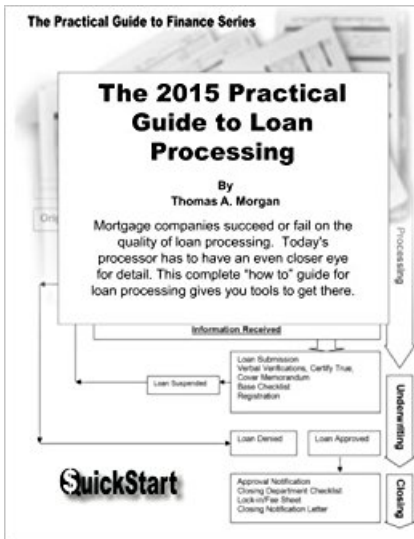 The Practical Guide to Finance Series
The 2015 Practical
Guide to Loan
Processing
By
Thomas A. Morgan
Mortgage companies succeed or fail on the
quality of loan processing. Today's
processor has to have an even closer eye
for detail. This complete "how to" guide for
loan processing gives you tools to get there.
Processing
Information Received
Loan Submission
Verbal Verifications, Certify True,
Cover Memorandum
Base Checklist
Registration
Loan Suspended
Underwriting
Loan Denied
Loan Approved
QuickStart
Approval Notification
Closing Department Checklist
Lock-in/Fee Sheet
Closing Notification Letter
Closing